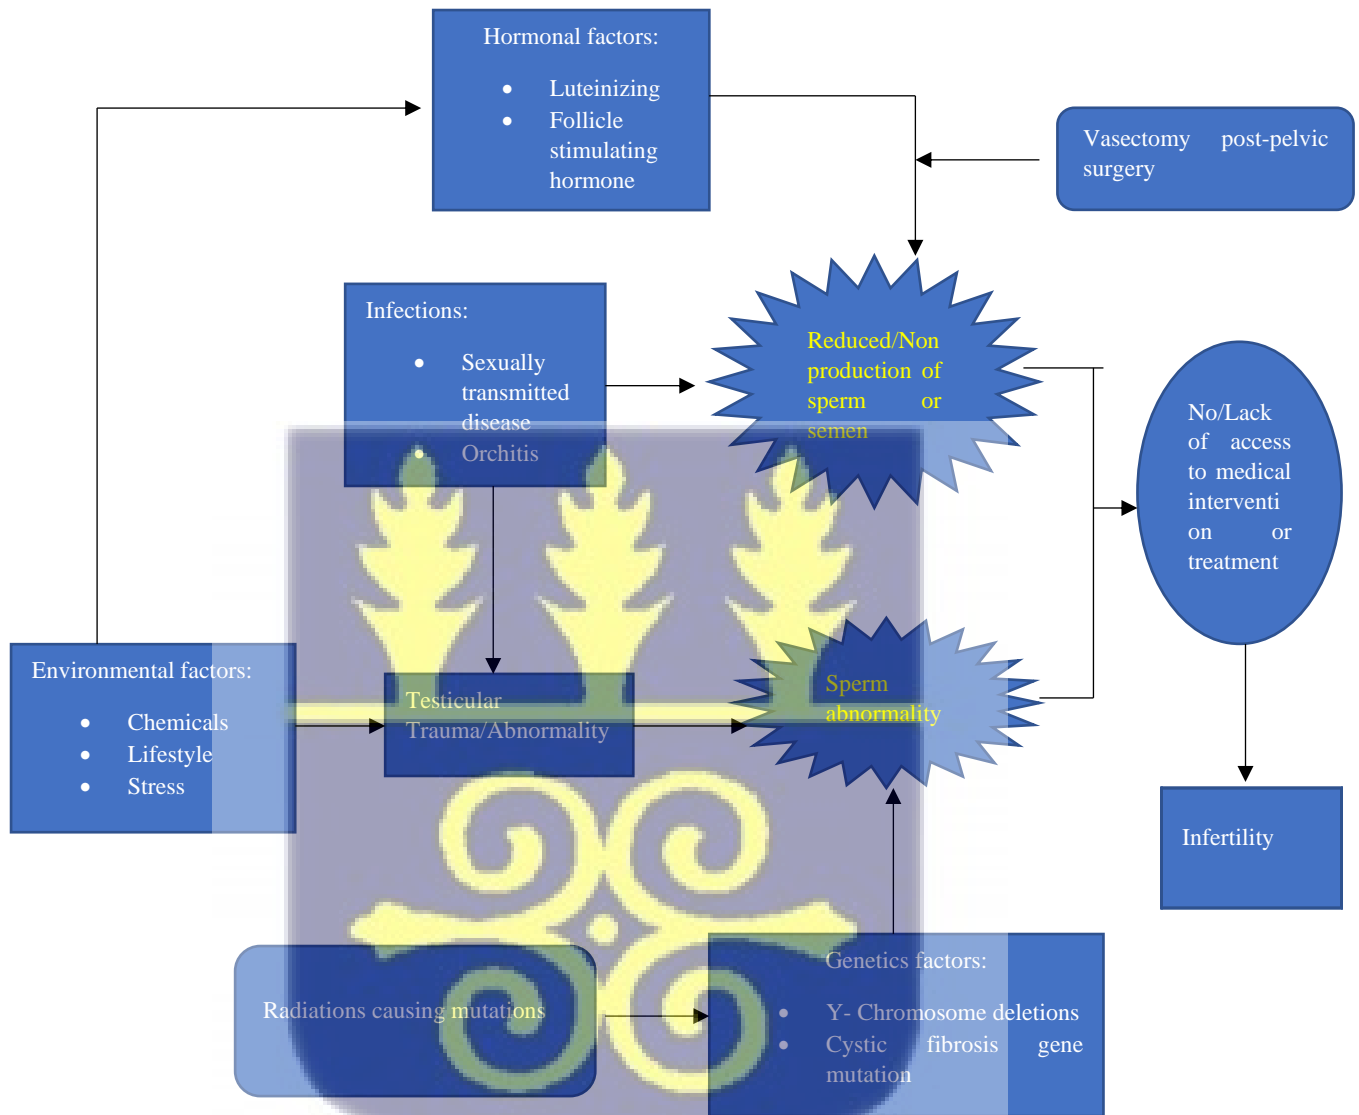 Hormonal factors:
• Luteinizing
• Follicle
stimulating
hormone
Vasectomy post-pelvic
surgery
Infections:
• Sexually
transmitted
disease
• Orchitis
Reduced/Non
production of
sperm or
semen
No/Lack
of access
to medical
interventi
on or
treatment
Environmental factors:
• Chemicals
• Lifestyle
• Stress
Testicular
Trauma/Abnormality
Sperm
abnormality
Infertility
Radiations causing mutations
Genetics factors:
• Y- Chromosome deletions
• Cystic fibrosis gene
mutation